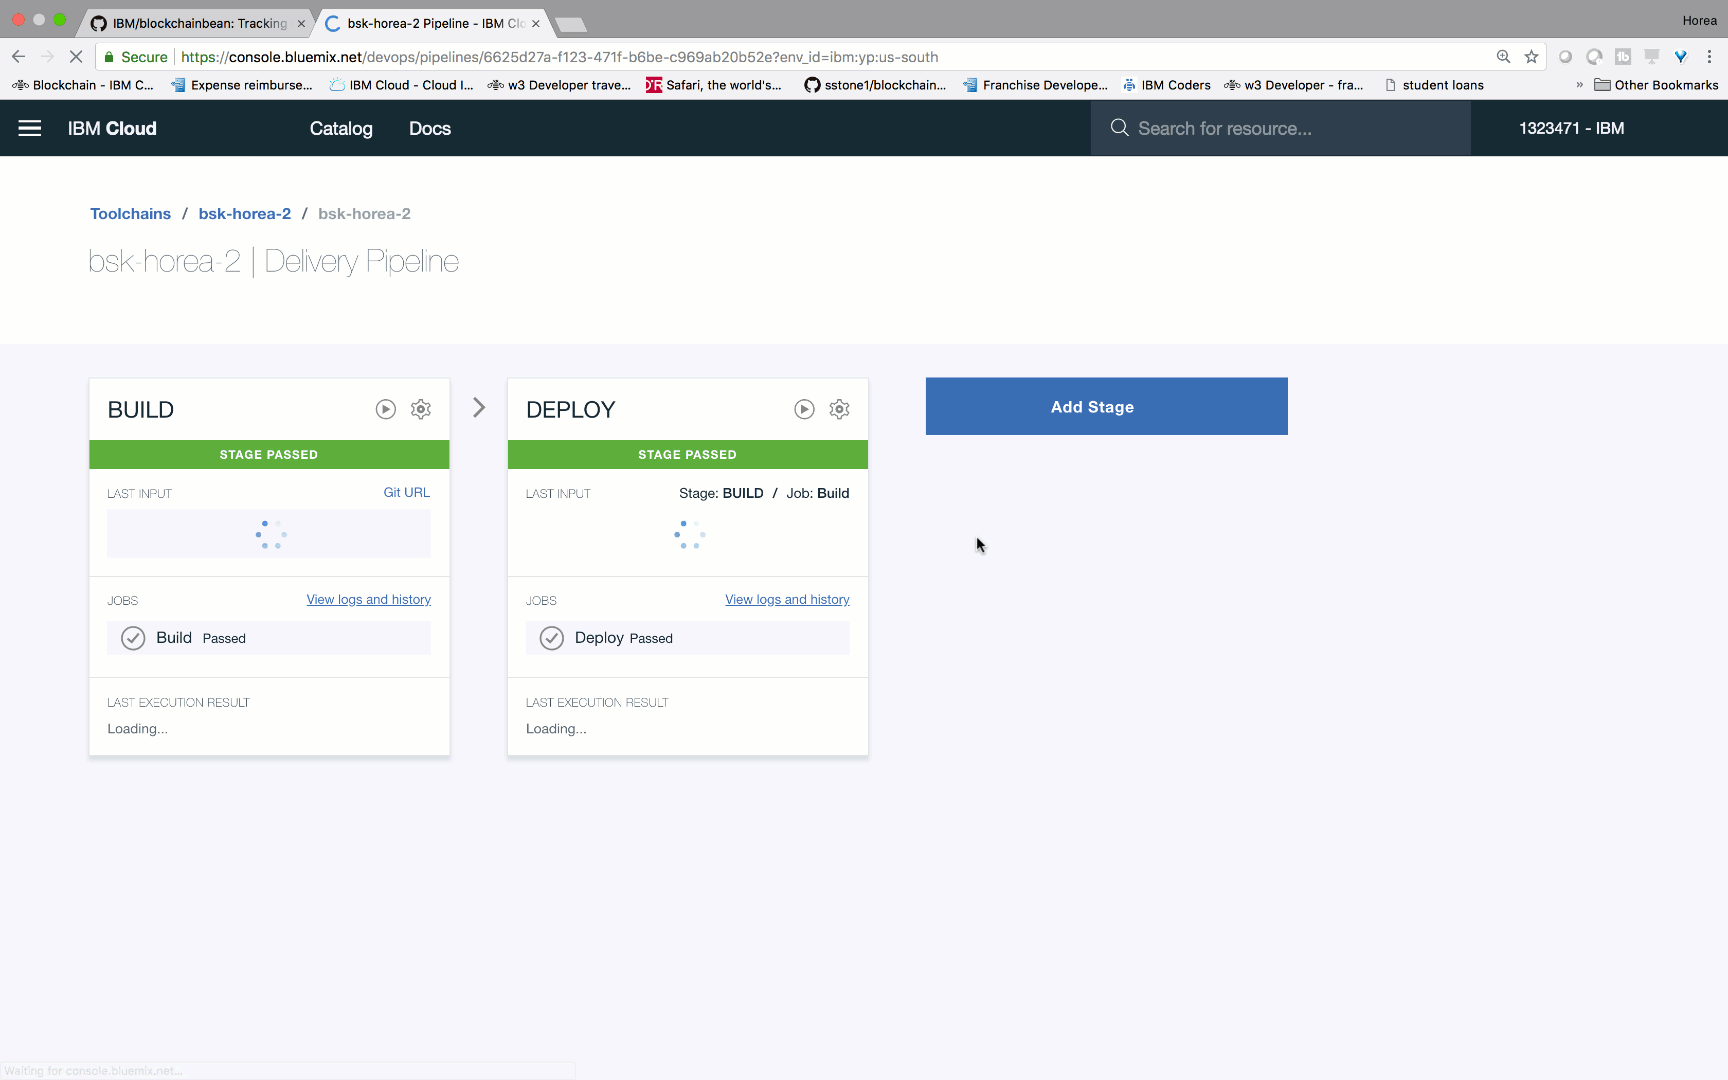 IBM/blockchainbean: Tracking
bsk-horea-2 Pipeline - IBM Clo
Horea
Secure https://console.bluemix.net/devops/pipelines/6625d27a-f123-471f-b6be-c969ab20b52e?env_id=ibm:yp:us-south
Blockchain - IBM C... Expense reimburse... IBM Cloud - Cloud I... w3 Developer trave... Safari, the world's... sstone1/blockchain... Franchise Develope... IBM Coders w3 Developer - fra... student loans » Other Bookmarks
IBM Cloud Catalog Docs Search for resource... 1323471 - IBM
Toolchains / bsk-horea-2 / bsk-horea-2
bsk-horea-2 | Delivery Pipeline
BUILD
STAGE PASSED
LAST INPUT Git URL
JOBS View logs and history
Build Passed
LAST EXECUTION RESULT
Loading...
DEPLOY
STAGE PASSED
LAST INPUT Stage: BUILD / Job: Build
JOBS View logs and history
Deploy Passed
LAST EXECUTION RESULT
Loading...
Add Stage
Waiting for console.bluemix.net...